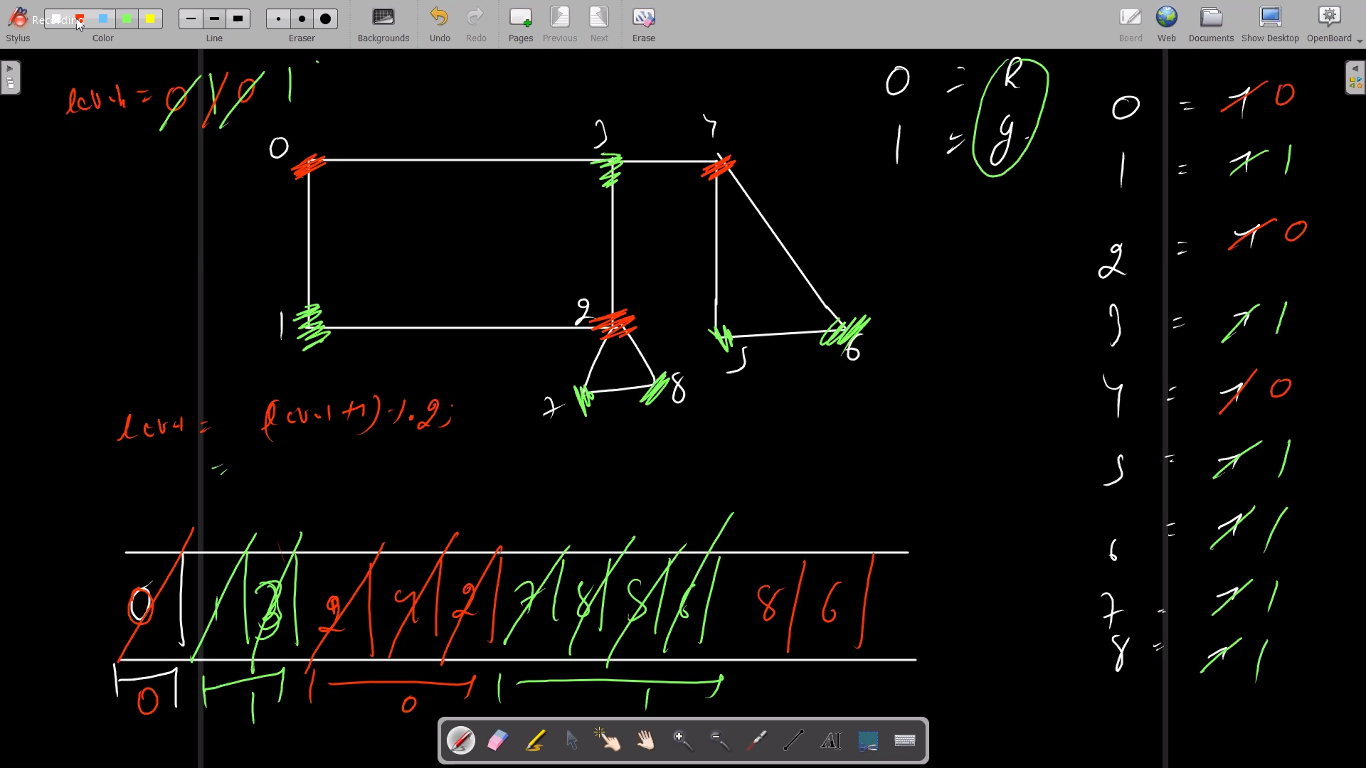 Recording
Stylus Color Line Eraser Backgrounds Undo Redo Pages Previous Next Erase Board Web Documents Show Desktop OpenBoard
level = 0 1 0 1
0 = R
1 = g
0 3 4
1 2
5 6
7 8
level = (level+1)%2;
=
0 1 3 2 4 2 7 8 5 6 8 6
0 1 0 1
0 = -1 0
1 = -1 1
2 = -1 0
3 = -1 1
4 = -1 0
5 = -1 1
6 = -1 1
7 = -1 1
8 = -1 1